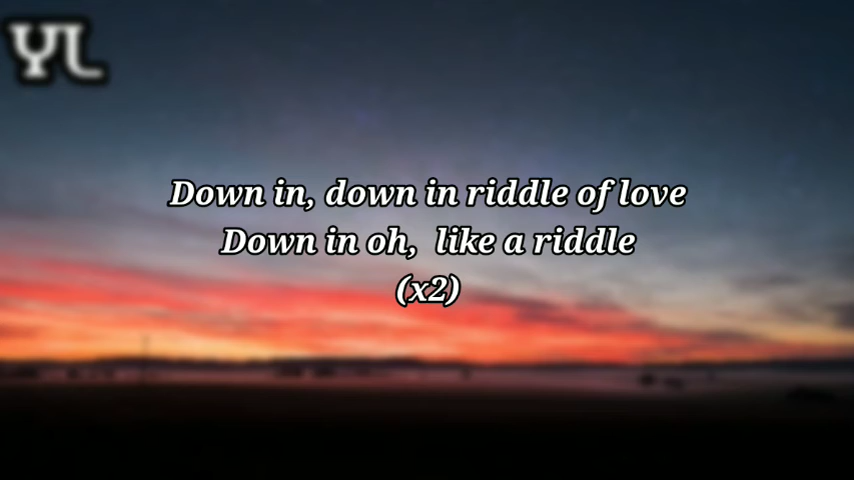 YL
Down in, down in riddle of love
Down in oh, like a riddle
(x2)